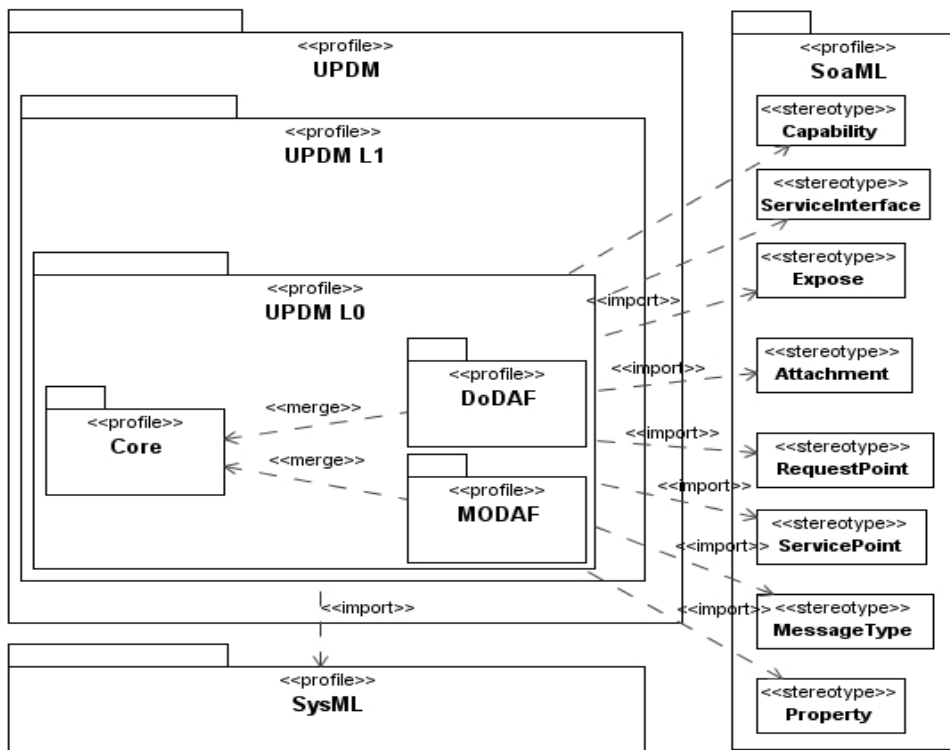 <<profile>>
UPDM
<<profile>>
UPDM L1
<<profile>>
UPDM L0
<<profile>>
Core
<<merge>>
<<merge>>
<<profile>>
DoDAF
<<profile>>
MODAF
<<import>>
<<profile>>
SysML
<<import>>
<<import>>
<<import>>
<<import>>
<<import>>
<<import>>
<<profile>>
SoaML
<<stereotype>>
Capability
<<stereotype>>
ServiceInterface
<<stereotype>>
Expose
<<stereotype>>
Attachment
<<stereotype>>
RequestPoint
<<stereotype>>
ServicePoint
<<stereotype>>
MessageType
<<stereotype>>
Property